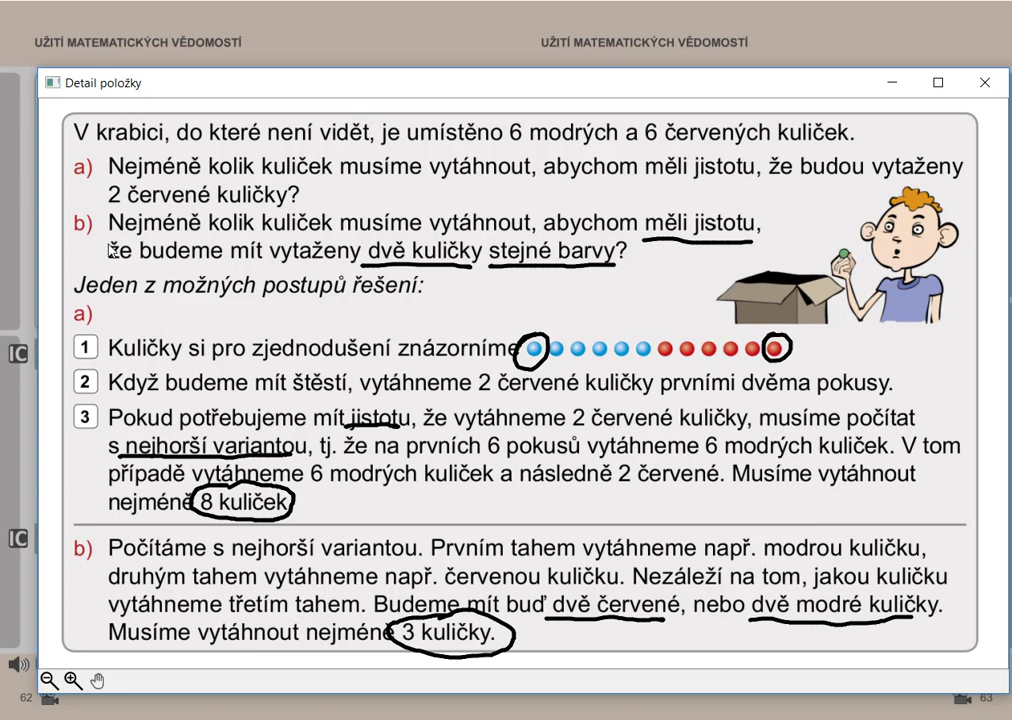 UŽITÍ MATEMATICKÝCH VĚDOMOSTÍ
UŽITÍ MATEMATICKÝCH VĚDOMOSTÍ
Detail položky
V krabici, do které není vidět, je umístěno 6 modrých a 6 červených kuliček.
a) Nejméně kolik kuliček musíme vytáhnout, abychom měli jistotu, že budou vytaženy
2 červené kuličky?
b) Nejméně kolik kuliček musíme vytáhnout, abychom měli jistotu,
že budeme mít vytaženy dvě kuličky stejné barvy?
Jeden z možných postupů řešení:
a)
1 Kuličky si pro zjednodušení znázorníme
2 Když budeme mít štěstí, vytáhneme 2 červené kuličky prvními dvěma pokusy.
3 Pokud potřebujeme mít jistotu, že vytáhneme 2 červené kuličky, musíme počítat
s nejhorší variantou, tj. že na prvních 6 pokusů vytáhneme 6 modrých kuliček. V tom
případě vytáhneme 6 modrých kuliček a následně 2 červené. Musíme vytáhnout
nejméně 8 kuliček
b) Počítáme s nejhorší variantou. Prvním tahem vytáhneme např. modrou kuličku,
druhým tahem vytáhneme např. červenou kuličku. Nezáleží na tom, jakou kuličku
vytáhneme třetím tahem. Budeme mít buď dvě červené, nebo dvě modré kuličky.
Musíme vytáhnout nejméně 3 kuličky.
IC
IC
62
63